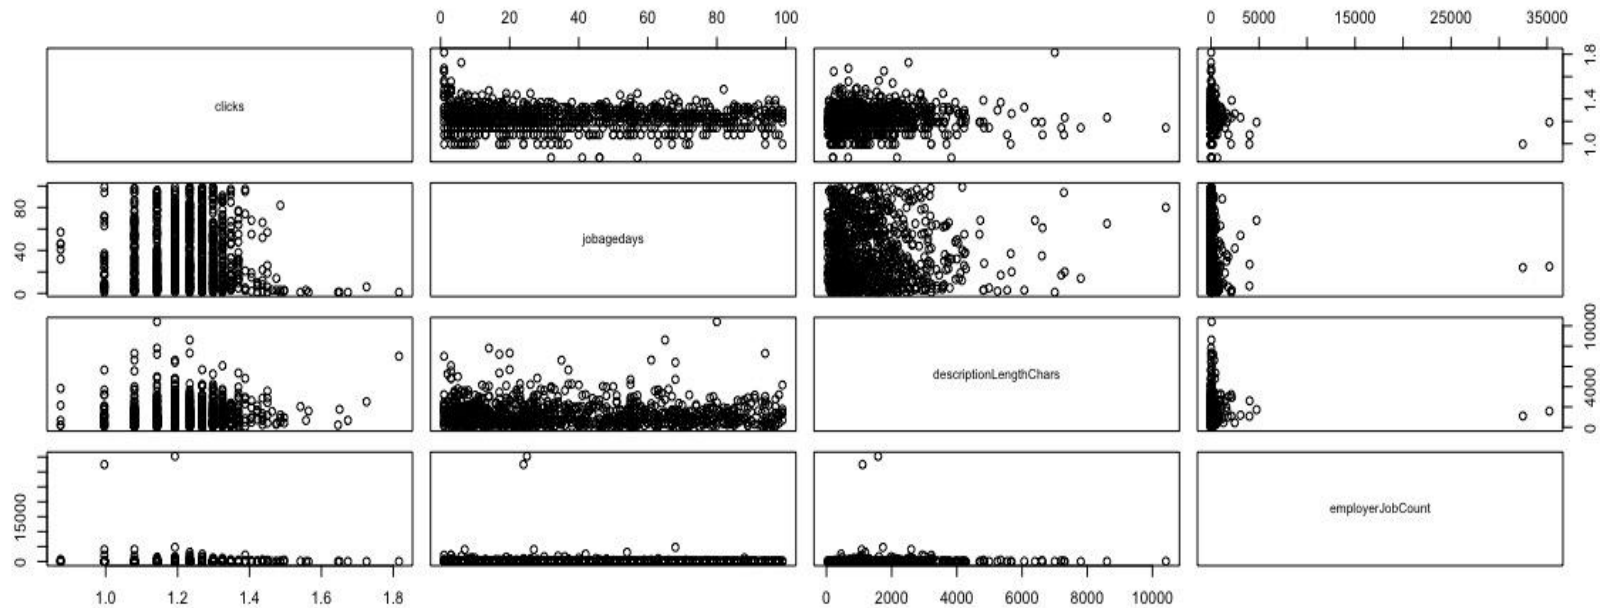 0 20 40 60 80 100 0 5000 15000 25000 35000
clicks
1.0 1.4 1.8
0 40 80
jobagedays
descriptionLengthChars
0 4000 10000
0 15000
employerJobCount
1.0 1.2 1.4 1.6 1.8 0 2000 4000 6000 8000 10000